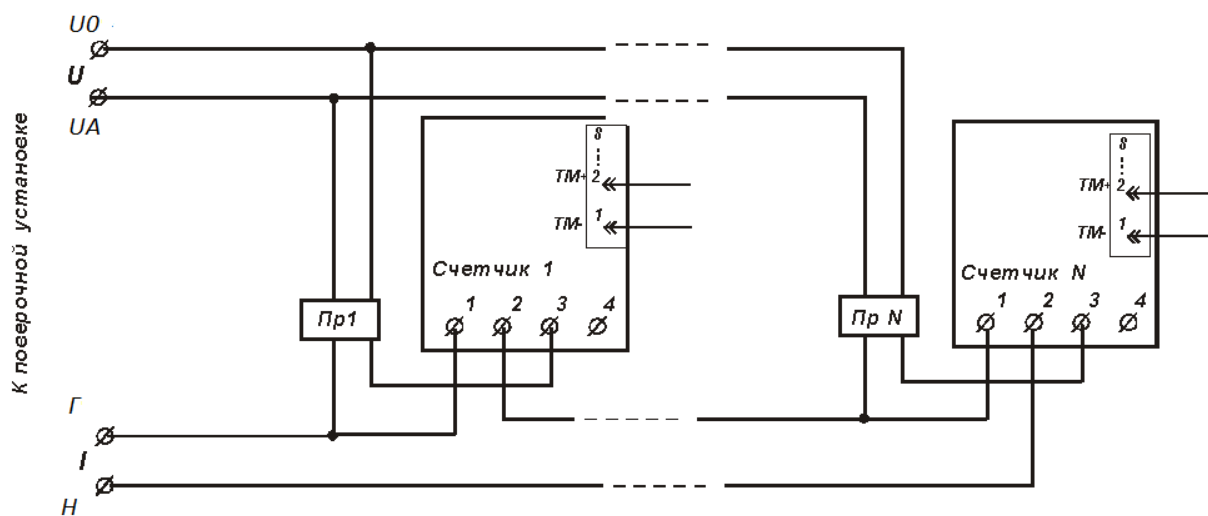 U0
U
UA
К поверочной установке
8
ТМ+ 2
ТМ- 1
Счетчик 1
1 2 3 4
Пр1
8
ТМ+ 2
ТМ- 1
Счетчик N
1 2 3 4
Пр N
Г
I
Н